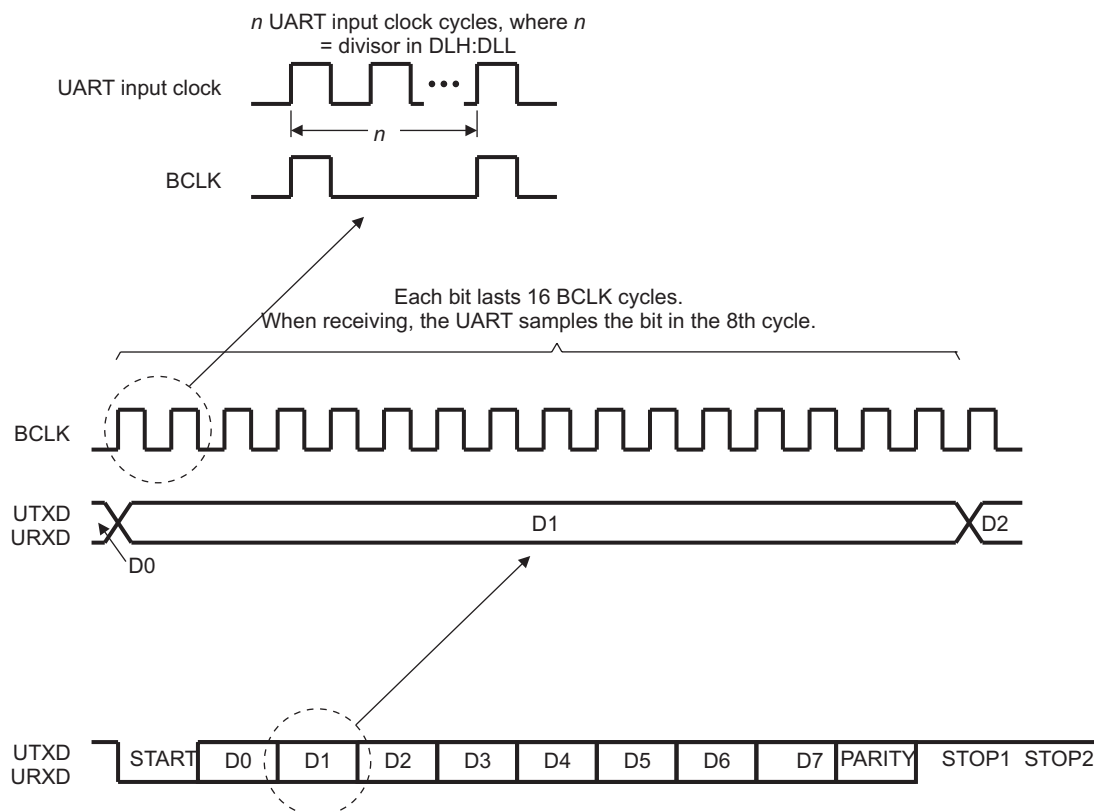 n UART input clock cycles, where n
= divisor in DLH:DLL
UART input clock
n
BCLK
Each bit lasts 16 BCLK cycles.
When receiving, the UART samples the bit in the 8th cycle.
BCLK
UTXD
URXD
D1
D2
D0
UTXD
URXD
START
D0
D1
D2
D3
D4
D5
D6
D7
PARITY
STOP1
STOP2